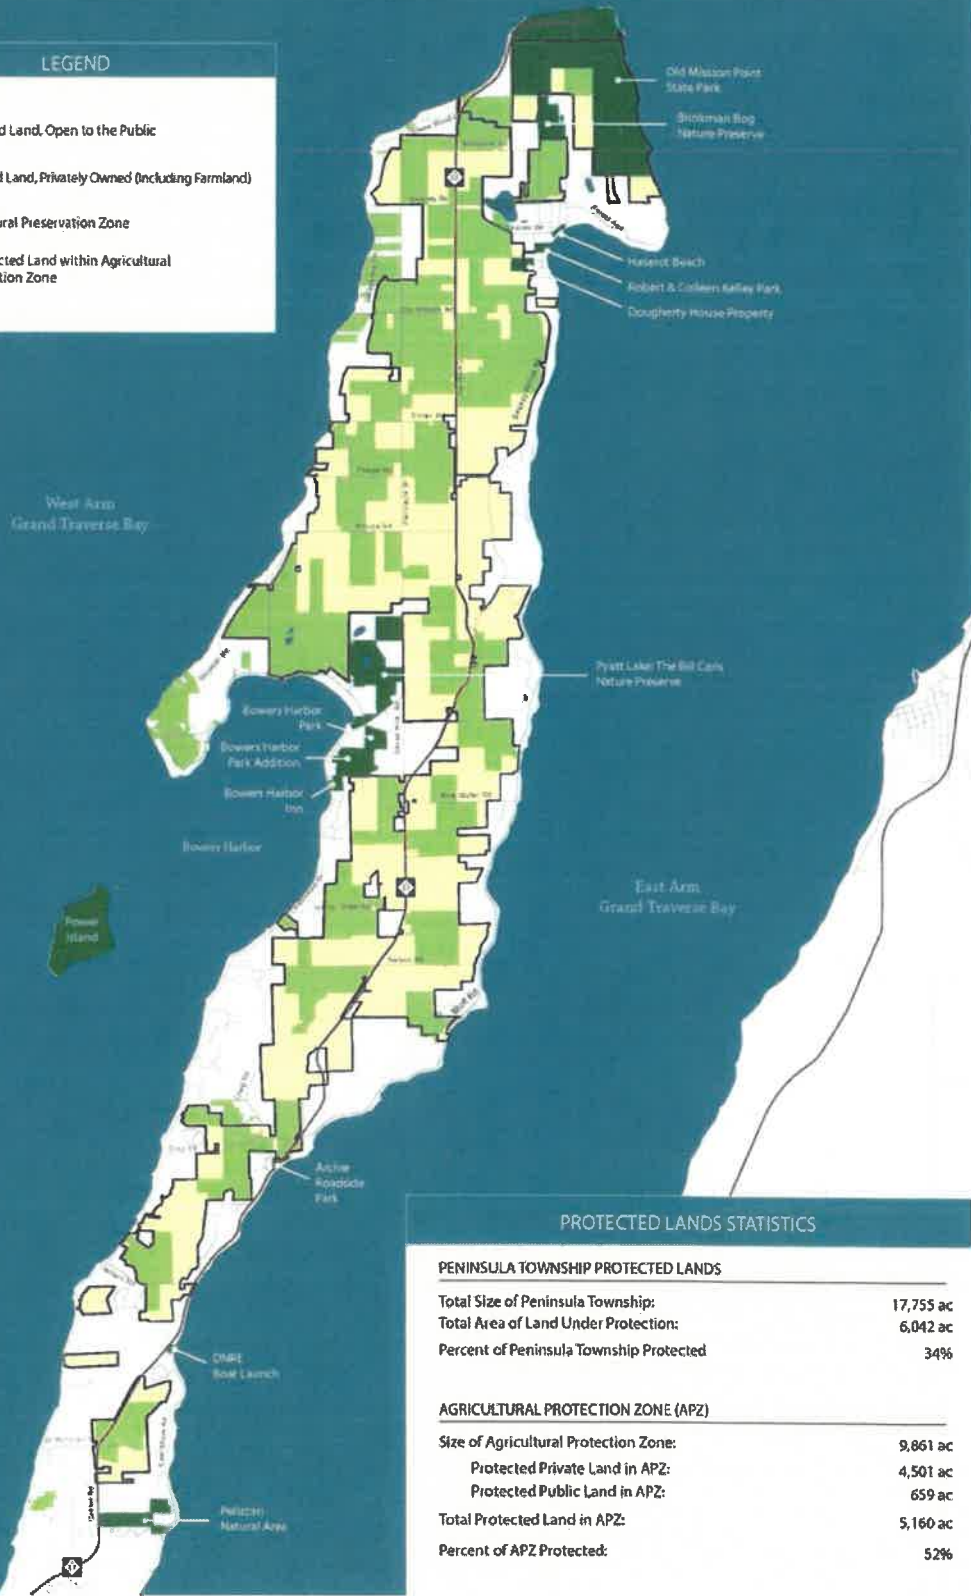 LEGEND
d Land, Open to the Public
d Land, Privately Owned (Including Farmland)
ural Preservation Zone
cted Land within Agricultural
tion Zone
Old Mission Point
State Park
Brinkman Bog
Nature Preserve
Haserot Beach
Robert & Colleen Kelley Park
Dougherty House Property
West Arm
Grand Traverse Bay
Pyatt Lake: The Bill Carls
Nature Preserve
Bowers Harbor
Park
Bowers Harbor
Park Addition
Bowers Harbor
Inn
Bowers Harbor
Power
Island
East Arm
Grand Traverse Bay
Bluff Rd
Archie
Roadside
Park
DNRE
Boat Launch
Pelizzari
Natural Area
PROTECTED LANDS STATISTICS
PENINSULA TOWNSHIP PROTECTED LANDS
Total Size of Peninsula Township: 17,755 ac
Total Area of Land Under Protection: 6,042 ac
Percent of Peninsula Township Protected 34%
AGRICULTURAL PROTECTION ZONE (APZ)
Size of Agricultural Protection Zone: 9,861 ac
Protected Private Land in APZ: 4,501 ac
Protected Public Land in APZ: 659 ac
Total Protected Land in APZ: 5,160 ac
Percent of APZ Protected: 52%